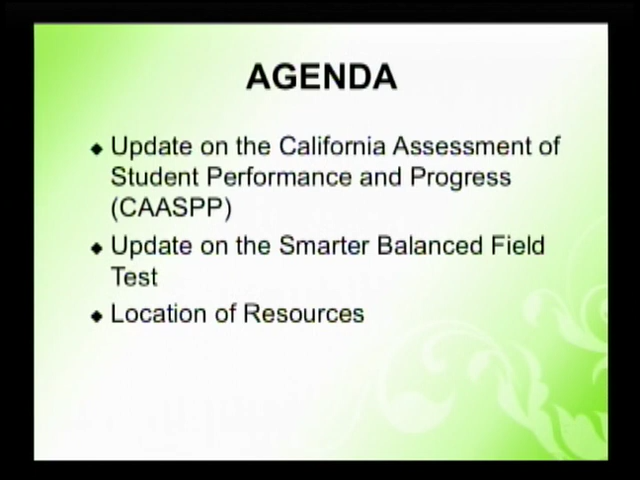 AGENDA
◆ Update on the California Assessment of
Student Performance and Progress
(CAASPP)
◆ Update on the Smarter Balanced Field
Test
◆ Location of Resources